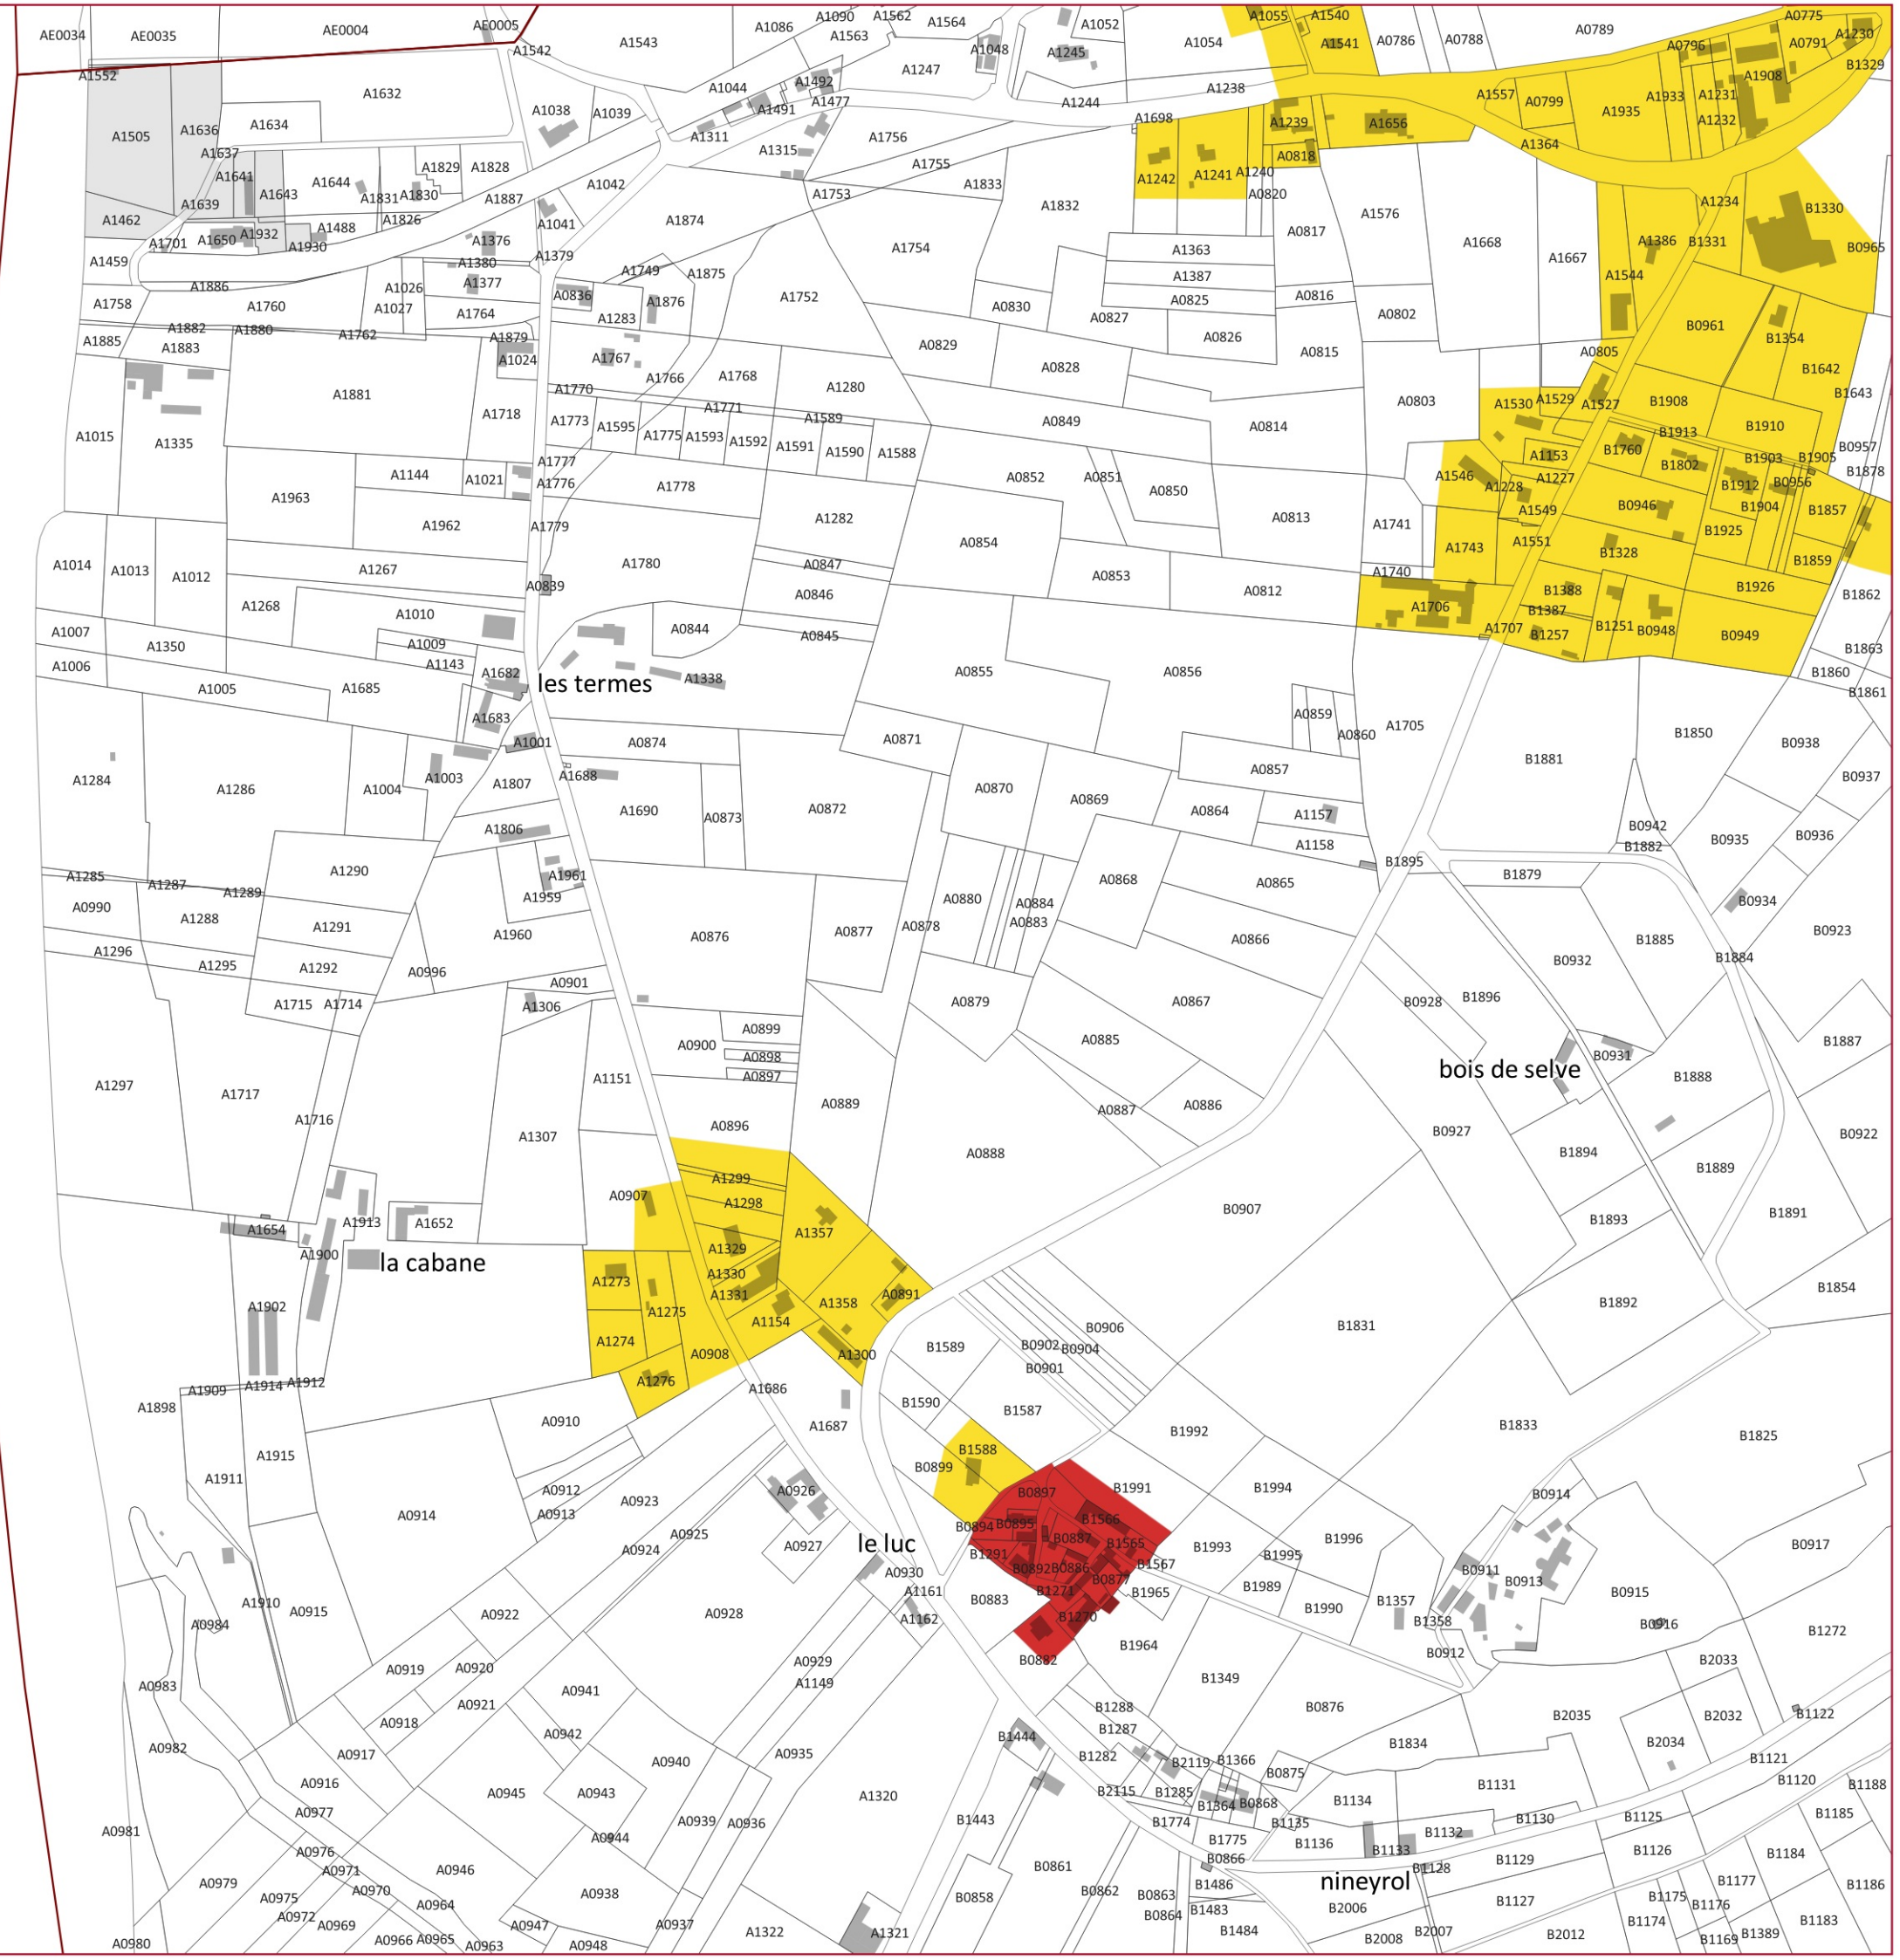 AE0034
AE0035
AE0004
AE0005
A1542
A1543
A1086
A1090
A1562
A1563
A1564
A1048
A1052
A1245
A1054
A1055
A1540
A1541
A0786
A0788
A0789
A0775
A0796
A0791
A1230
B1329
A1552
A1632
A1044
A1492
A1491
A1477
A1247
A1244
A1238
A1557
A0799
A1935
A1933
A1231
A1232
A1908
A1505
A1636
A1634
A1038
A1039
A1311
A1315
A1756
A1755
A1698
A1239
A1656
A1364
A1637
A1641
A1643
A1644
A1829
A1828
A1831
A1830
A1887
A1042
A1753
A1833
A1832
A1242
A1241
A1240
A0818
A0820
A1639
A1462
A1701
A1650
A1932
A1930
A1488
A1826
A1376
A1041
A1874
A1754
A0817
A1576
A1668
A1667
A1234
A1386
B1331
B1330
B0965
A1459
A1886
A1380
A1379
A1377
A1749
A1875
A1363
A1387
A0825
A0816
A1544
A1758
A1760
A1026
A1027
A1764
A0836
A1283
A1876
A1752
A0830
A0827
A0826
A0802
B0961
B1354
A1885
A1882
A1883
A1880
A1762
A1879
A1024
A1767
A1766
A0829
A0828
A0815
A0805
B1642
B1643
A1881
A1718
A1770
A1768
A1280
A1771
A1589
A0849
A0814
A0803
A1530
A1529
A1527
B1908
B1910
B1913
A1015
A1335
A1773
A1595
A1775
A1593
A1592
A1591
A1590
A1588
A1153
B1760
B1802
B1903
B1905
B0957
B1878
A1963
A1144
A1021
A1777
A1776
A1778
A0852
A0851
A0850
A1546
A1228
A1227
B1912
B0956
A1962
A1779
A1282
A0813
A1741
A1549
B0946
B1925
B1904
B1857
A1014
A1013
A1012
A1267
A0839
A1780
A0847
A0854
A0853
A1740
A1743
A1551
B1328
B1859
A1268
A1010
A0846
A0812
A1706
B1388
B1387
B1926
B1862
A1007
A1350
A1009
A1143
A0844
A0845
A1707
B1257
B1251
B0948
B0949
B1863
A1006
A1005
A1685
A1682
les termes
A1338
A0855
A0856
B1860
B1861
A1683
A1001
A0874
A0871
A0859
A0860
A1705
B1881
B1850
B0938
A1284
A1286
A1004
A1003
A1807
A1688
A1690
A0873
A0872
A0870
A0869
A0857
A0864
A1157
B0937
A1806
A1158
B0942
B1882
B0935
B0936
A1285
A1287
A1289
A1290
A1961
A1959
A0868
A0865
B1895
B1879
B0934
A0990
A1288
A1291
A1960
A0876
A0877
A0878
A0880
A0884
A0883
A0866
B1885
B0923
A1296
A1295
A1292
A0996
A0901
B0932
B1884
A1715
A1714
A1306
A0879
A0867
B0928
B1896
A0900
A0899
A0898
A0897
A0885
bois de selve
B0931
B1887
A1297
A1717
A1716
A1151
A0889
A0887
A0886
B1888
A1307
A0896
A0888
B0927
B1894
B0922
B1889
A0907
A1299
A1298
A1357
B0907
B1893
B1891
A1654
A1913
A1652
A1900
la cabane
A1329
A1330
A1331
A1273
A1275
A1274
A1154
A1358
A0891
B1892
B1854
A1902
A0908
A1300
B1589
B0902
B0904
B0906
B0901
B1831
A1909
A1914
A1912
A1276
A1686
A1898
A0910
A1687
B1590
B1587
B1992
B1833
B1825
A1915
A1911
B1588
B0899
A0914
A0912
A0913
A0923
A0926
B0897
B1991
B1994
B0914
A0925
A0924
A0927
le luc
B0894
B0895
B1566
B0887
B1565
B1291
B1567
B1993
B1995
B1996
B0917
A0930
B0892
B0886
B0877
B0911
B0913
B0915
A1910
A0915
A0984
A0922
A0928
A1161
A1162
B0883
B1271
B1965
B1989
B1990
B1357
B1358
B1270
B0916
B1272
A0919
A0920
A0929
A1149
B0882
B1964
B0912
B2033
A0983
A0921
A0941
B1349
B0876
A0982
A0918
A0942
B1288
B1287
B1444
B2035
B2032
B1122
A0917
A0940
A0935
B1282
B2119
B1366
B1834
B2034
B1121
A0916
A0945
A0943
A1320
B2115
B1285
B0875
B1131
B1120
B1188
A0977
A0981
A0939
A0936
B1443
B1774
B1364
B0868
B1135
B1134
B1130
B1125
B1185
A0976
A0944
B1775
B1136
B1132
B1133
A0971
A0946
B0861
B0866
B1128
B1129
B1126
B1184
A0979
A0975
A0970
A0938
B0858
B0862
B0863
B1486
nineyrol
B1127
B1175
B1177
B1186
A0972
A0969
A0964
A0947
A0937
A1322
A1321
B0864
B1483
B1484
B2006
B2007
B1174
B1176
B1183
A0980
A0966
A0965
A0963
A0948
B2008
B2012
B1169
B1389